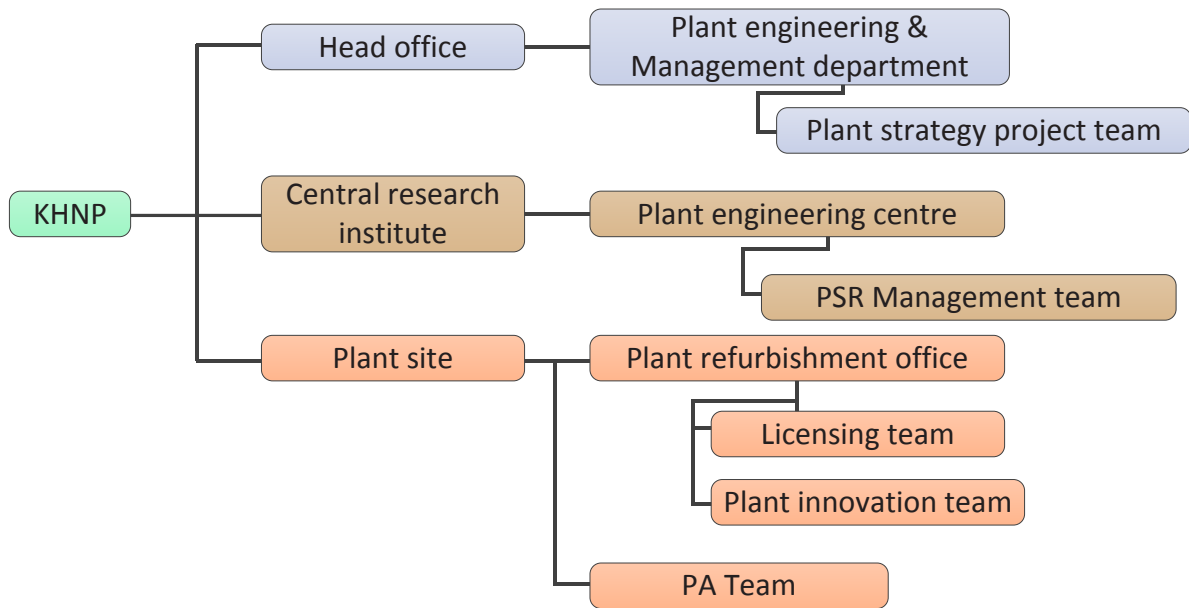 Head office
Plant engineering &
Management department
Plant strategy project team
KHNP
Central research
institute
Plant engineering centre
PSR Management team
Plant site
Plant refurbishment office
Licensing team
Plant innovation team
PA Team